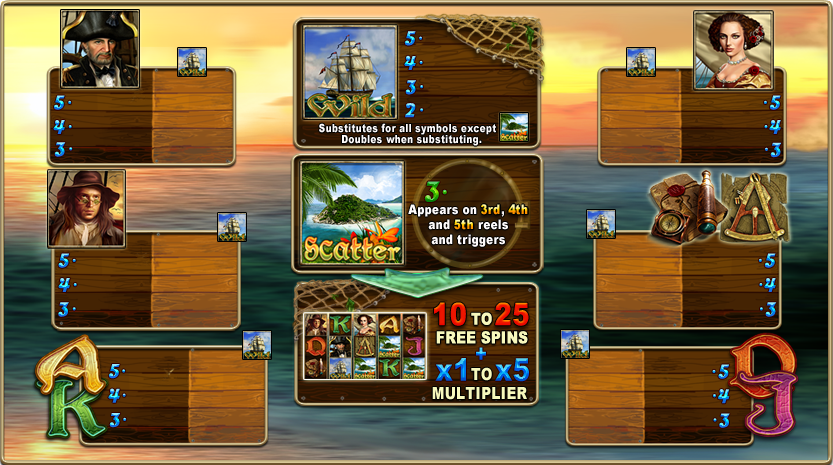 5.
4.
3.
Wild
5.
4.
3.
2.
Substitutes for all symbols except Scatter
Doubles when substituting.
.5
.4
.3
5.
4.
3.
Scatter
3.
Appears on 3rd, 4th
and 5th reels
and triggers
.5
.4
.3
A
K
5.
4.
3.
10 TO 25
FREE SPINS
+
x1 TO x5
MULTIPLIER
.5
.4
.3
Q
J